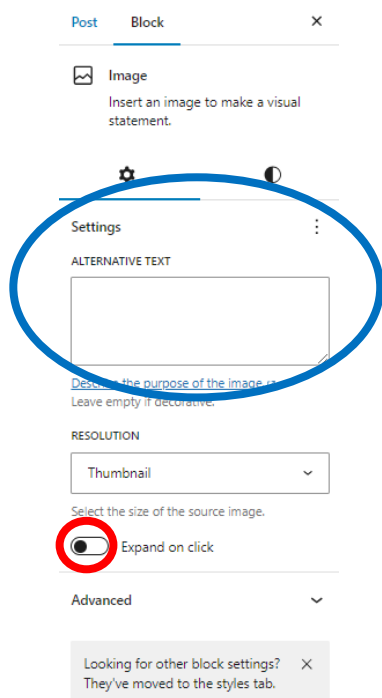 Post Block
Image
Insert an image to make a visual
statement.
Settings
ALTERNATIVE TEXT
the purpose of the image
Leave empty if decorative.
RESOLUTION
Thumbnail
Select the size of the source image.
Expand on click
Advanced
Looking for other block settings?
They've moved to the styles tab.